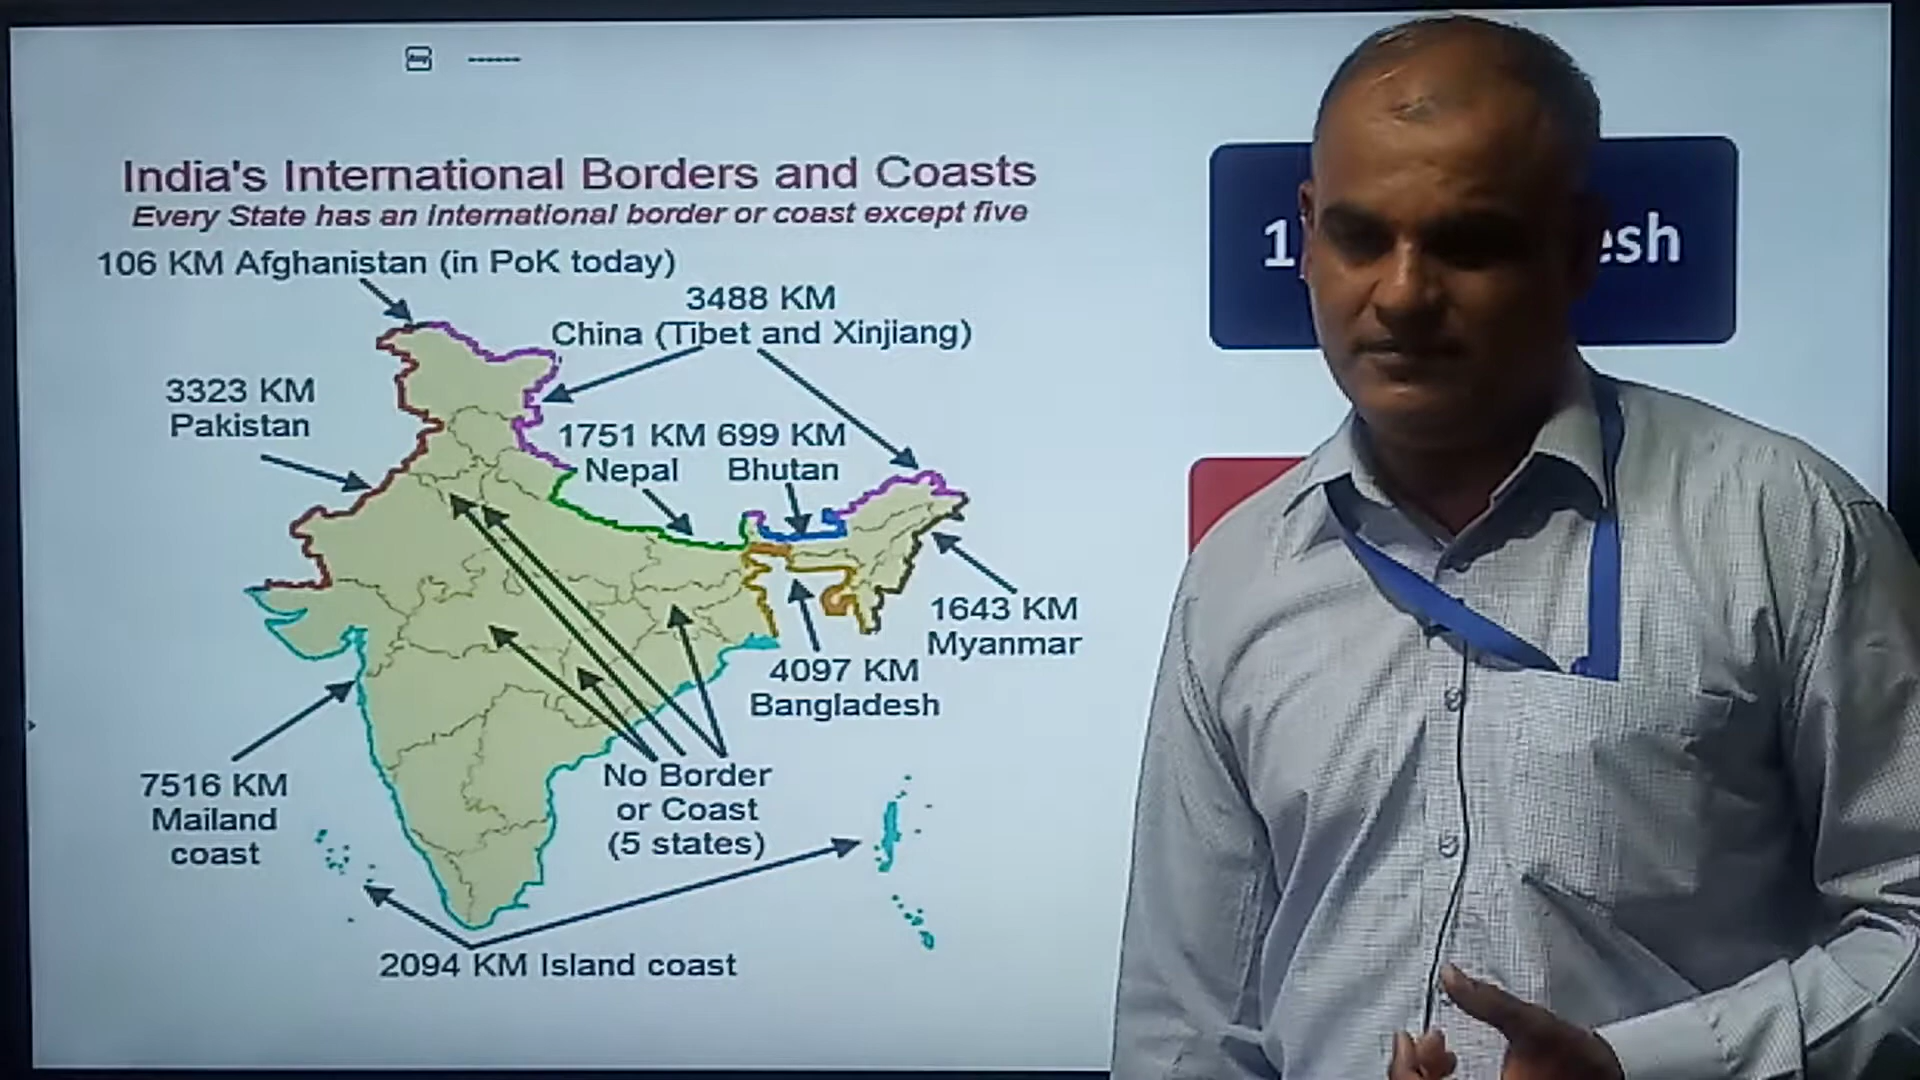 India's International Borders and Coasts
Every State has an international border or coast except five
106 KM Afghanistan (in PoK today)
3488 KM
China (Tibet and Xinjiang)
3323 KM
Pakistan
1751 KM
Nepal
699 KM
Bhutan
1643 KM
Myanmar
4097 KM
Bangladesh
7516 KM
Mailand
coast
No Border
or Coast
(5 states)
2094 KM Island coast